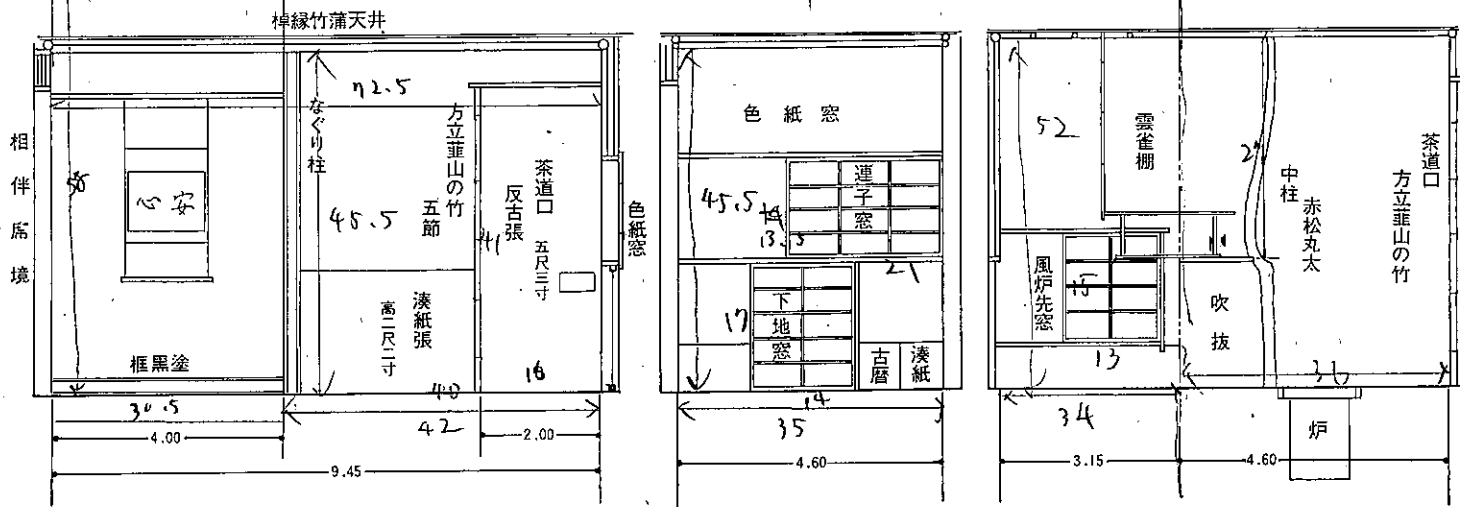 棹縁竹蒲天井
相伴席境
安心
框黒塗
58
30.5
4.00
9.45
なぐり柱
72.5
方立韮山の竹
五節
45.5
湊紙張
高二尺二寸
41
茶道口
五尺三寸
反古張
16
40
42
2.00
色紙窓
色紙窓
連子窓
45.5
13.5
21
下地窓
17
古暦
湊紙
14
35
4.60
52
雲雀棚
風炉先窓
15
13
34
3.15
吹抜
中柱
赤松丸太
茶道口
方立韮山の竹
36
4.60
炉